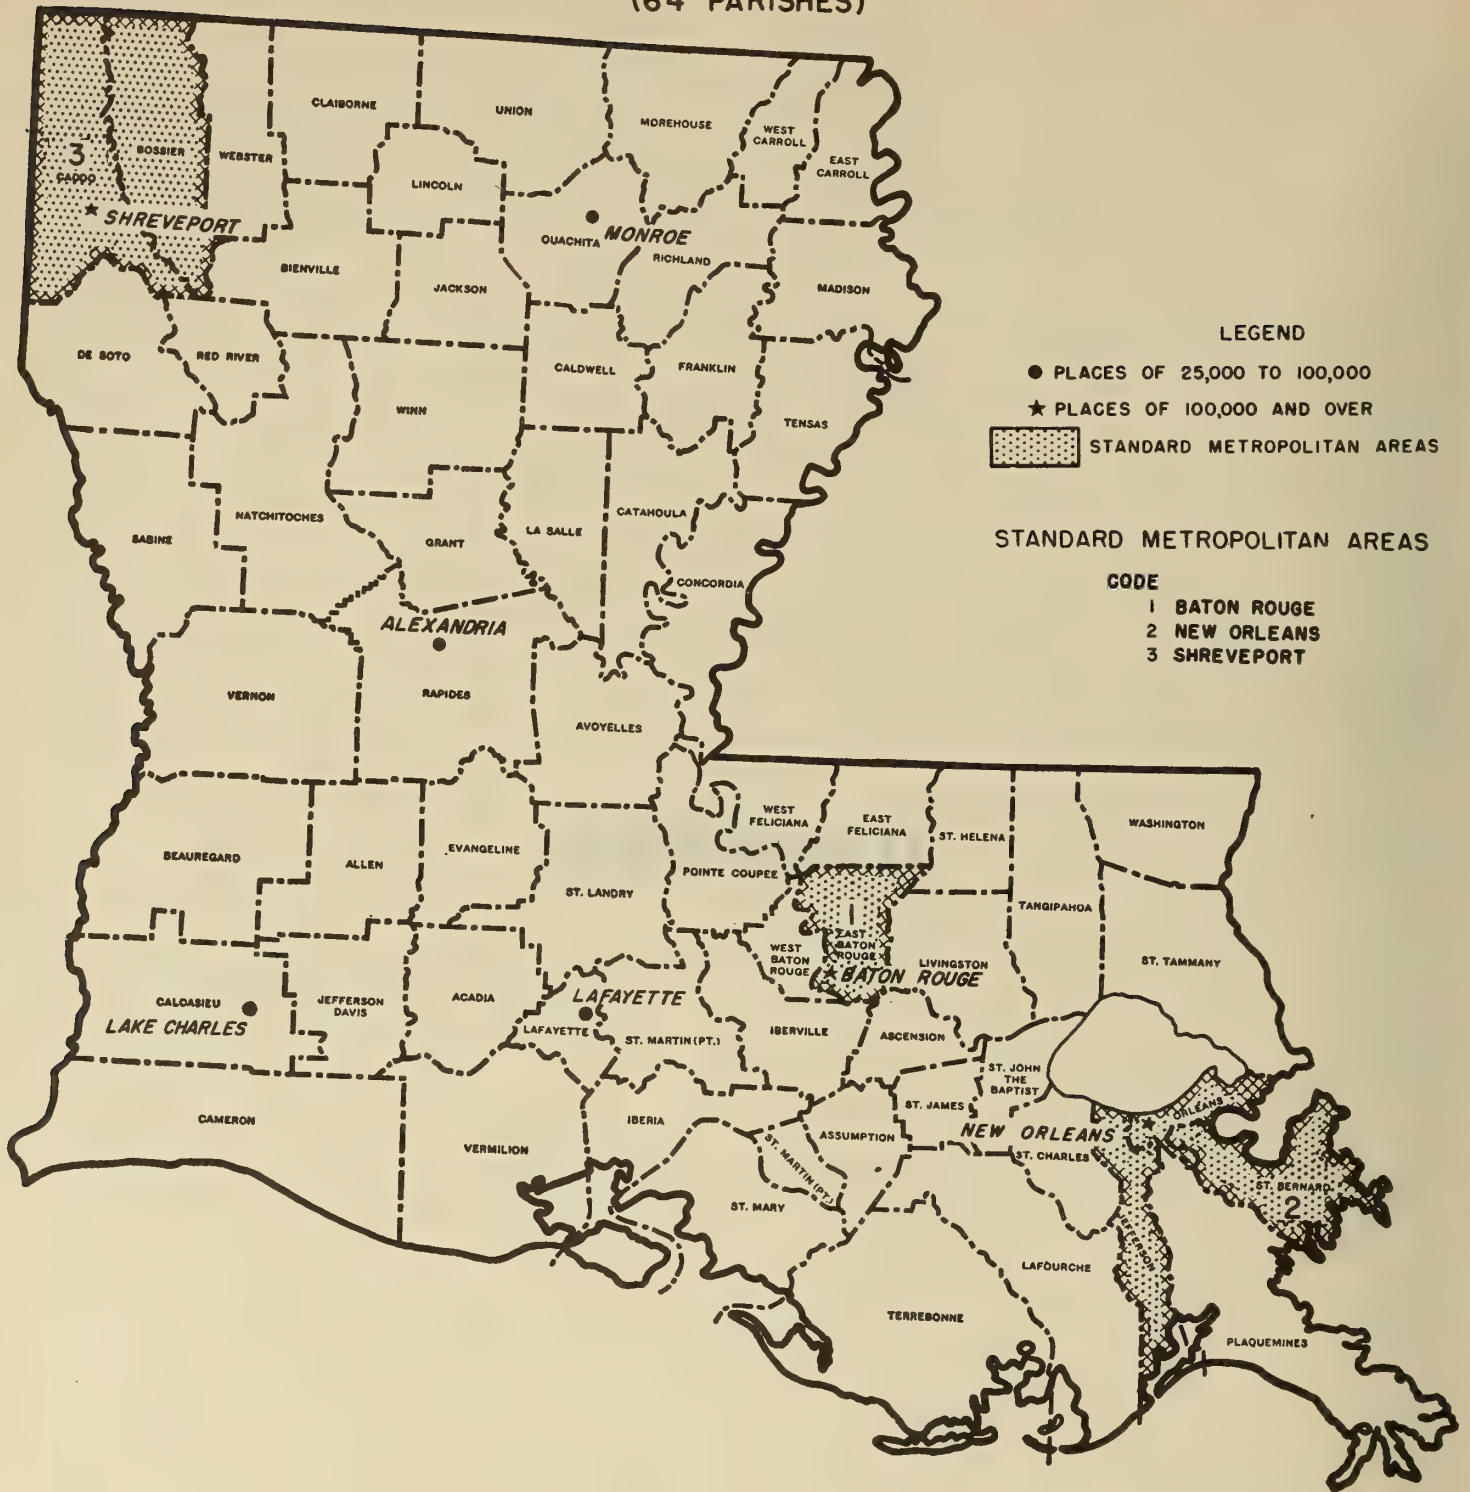 (64 PARISHES)
CLAIBORNE
UNION
MOREHOUSE
WEST
CARROLL
EAST
CARROLL
3
CADDO
BOSSIER
WEBSTER
LINCOLN
SHREVEPORT
OUACHITA
MONROE
RICHLAND
BIENVILLE
JACKSON
MADISON
DE SOTO
RED RIVER
CALDWELL
FRANKLIN
WINN
TENSAS
LEGEND
PLACES OF 25,000 TO 100,000
PLACES OF 100,000 AND OVER
STANDARD METROPOLITAN AREAS
NATCHITOCHES
SABINE
GRANT
LA SALLE
CATAHOULA
CONCORDIA
STANDARD METROPOLITAN AREAS
CODE
1 BATON ROUGE
2 NEW ORLEANS
3 SHREVEPORT
ALEXANDRIA
VERNON
RAPIDES
AVOYELLES
WEST
FELICIANA
EAST
FELICIANA
ST. HELENA
WASHINGTON
BEAUREGARD
ALLEN
EVANGELINE
ST. LANDRY
POINTE COUPEE
TANGIPAHOA
1
EAST
BATON
ROUGE
WEST
BATON
ROUGE
BATON ROUGE
LIVINGSTON
ST. TAMMANY
CALCASIEU
LAKE CHARLES
JEFFERSON
DAVIS
ACADIA
LAFAYETTE
LAFAYETTE
ST. MARTIN (PT.)
IBERVILLE
ASCENSION
ST. JOHN
THE
BAPTIST
CAMERON
VERMILION
IBERIA
ST. MARTIN (PT.)
ASSUMPTION
ST. JAMES
NEW ORLEANS
ORLEANS
ST. CHARLES
ST. BERNARD
2
ST. MARY
JEFFERSON
LAFOURCHE
TERREBONNE
PLAQUEMINES